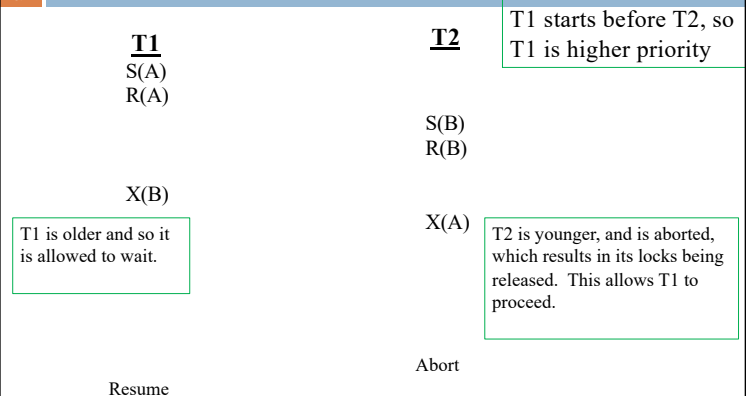 T1 starts before T2, so
T1 is higher priority
T1
T2
S(A)
R(A)
S(B)
R(B)
X(B)
X(A)
T1 is older and so it
is allowed to wait.
T2 is younger, and is aborted,
which results in its locks being
released.  This allows T1 to
proceed.
Abort
Resume